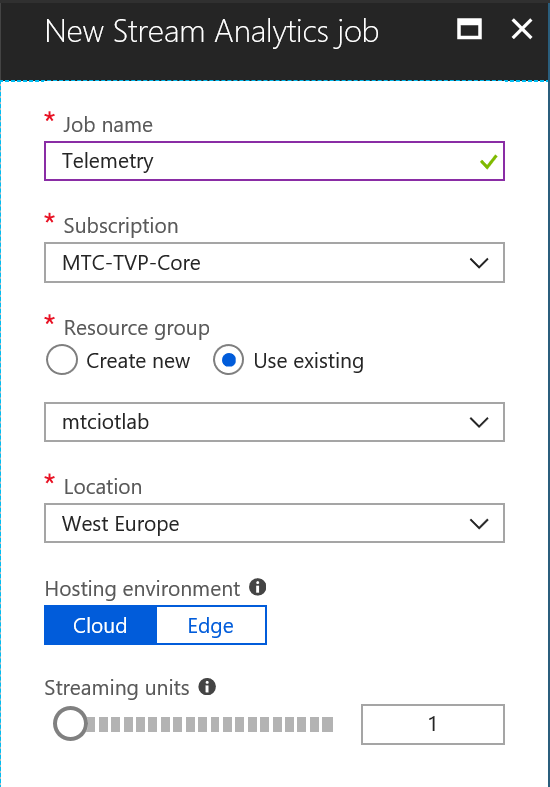 New Stream Analytics job
* Job name
Telemetry
* Subscription
MTC-TVP-Core
* Resource group
Create new Use existing
mtciotlab
* Location
West Europe
Hosting environment
Cloud Edge
Streaming units
1